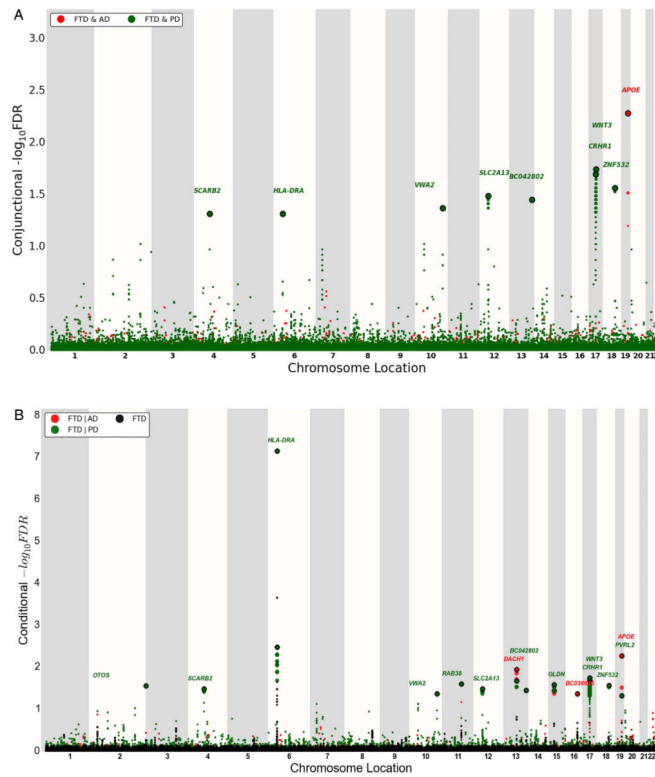 A
FTD & AD
FTD & PD
Conjunctional -log10FDR
3.0
2.5
2.0
1.5
1.0
0.5
0.0
APOE
WNT3
CRHR1
ZNF532
SLC2A13
BC042802
VWA2
SCARB2
HLA-DRA
1 2 3 4 5 6 7 8 9 10 11 12 13 14 15 16 17 18 19 20 21
Chromosome Location
B
FTD | AD
FTD
FTD | PD
Conditional −log10FDR
8
7
6
5
4
3
2
1
0
HLA-DRA
APOE
PVRL2
WNT3
CRHR1
ZNF532
BC042802
DACH1
GLDN
OTOS
SCARB2
VWA2
RAB38
SLC2A13
1 2 3 4 5 6 7 8 9 10 11 12 13 14 15 16 17 18 19 20 21 22
Chromosome Location